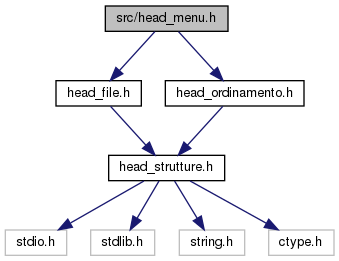 src/head_menu.h
head_file.h
head_ordinamento.h
head_strutture.h
stdio.h
stdlib.h
string.h
ctype.h